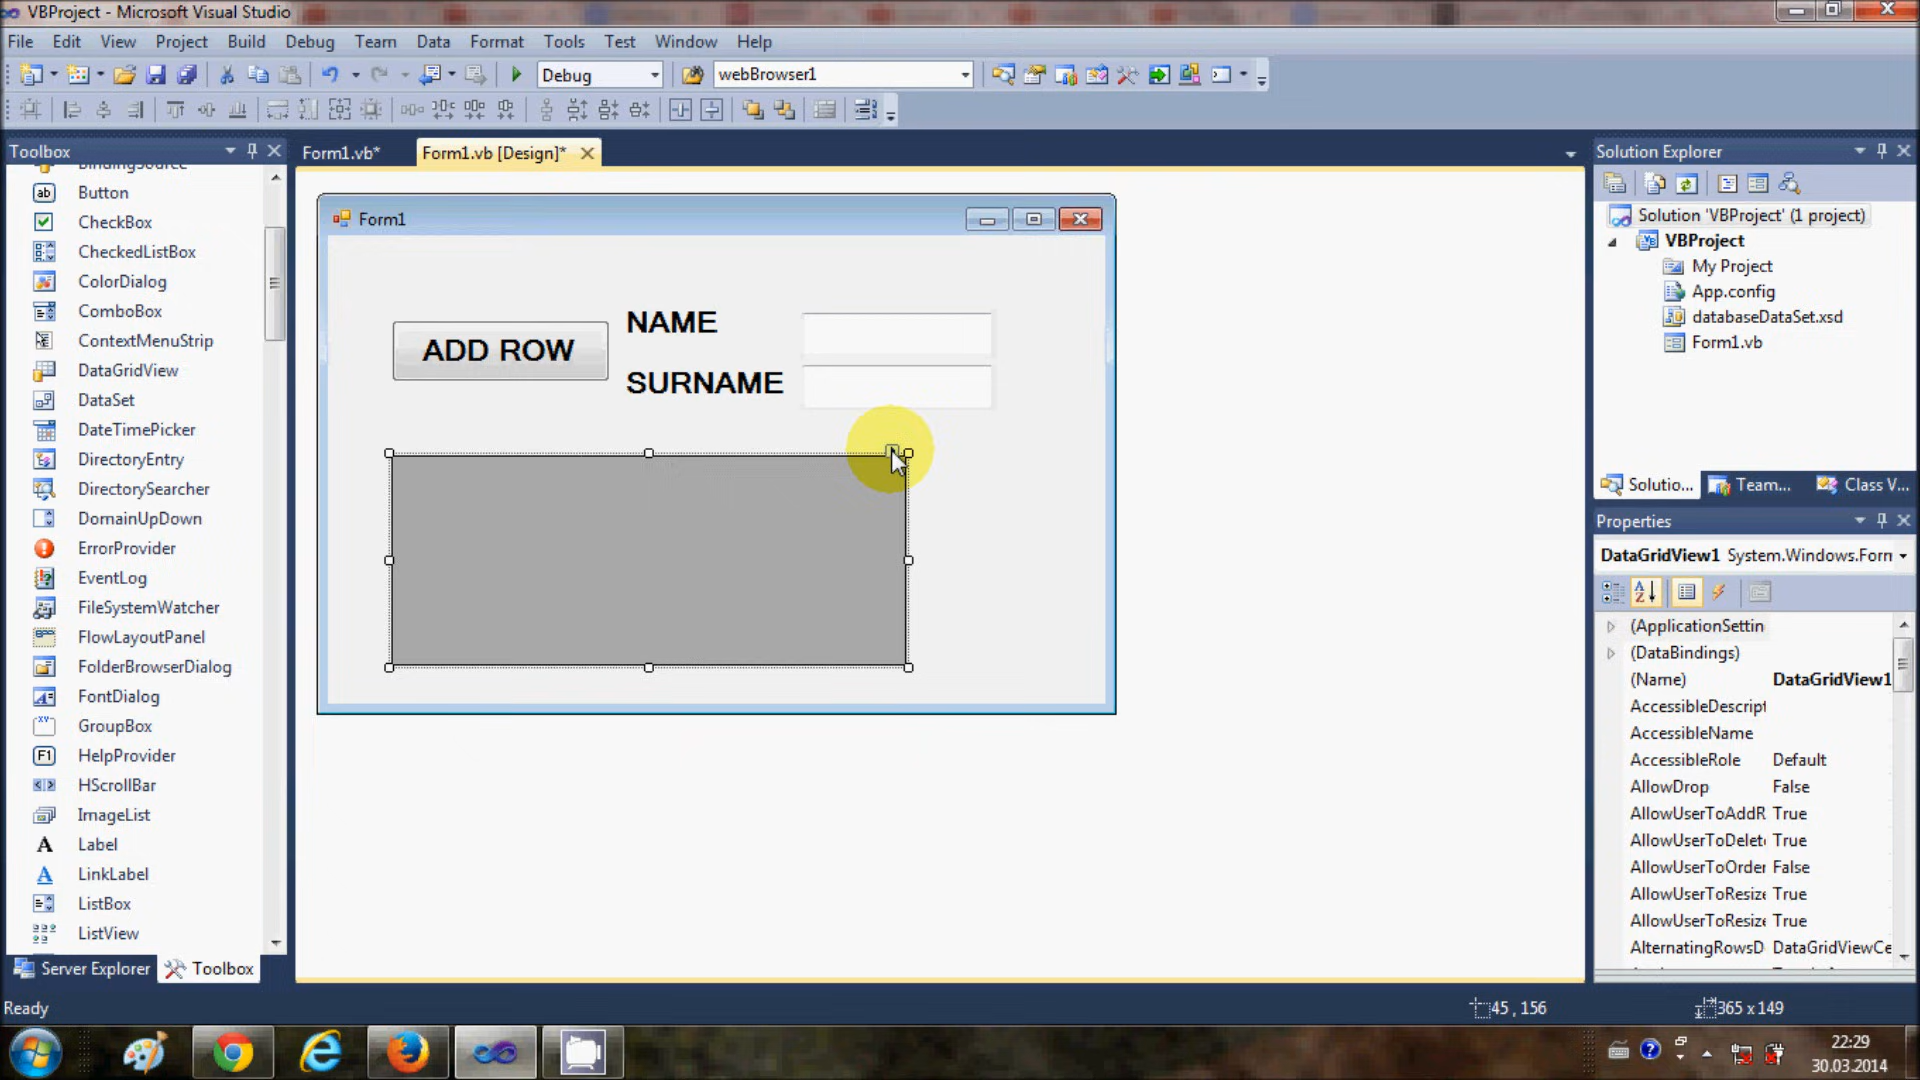 VBProject - Microsoft Visual Studio
File Edit View Project Build Debug Team Data Format Tools Test Window Help
Debug
webBrowser1
Toolbox
BindingSource
Button
CheckBox
CheckedListBox
ColorDialog
ComboBox
ContextMenuStrip
DataGridView
DataSet
DateTimePicker
DirectoryEntry
DirectorySearcher
DomainUpDown
ErrorProvider
EventLog
FileSystemWatcher
FlowLayoutPanel
FolderBrowserDialog
FontDialog
GroupBox
HelpProvider
HScrollBar
ImageList
Label
LinkLabel
ListBox
ListView
Server Explorer Toolbox
Form1.vb* Form1.vb [Design]*
Form1
ADD ROW
NAME
SURNAME
Solution Explorer
Solution 'VBProject' (1 project)
VBProject
My Project
App.config
databaseDataSet.xsd
Form1.vb
Solutio... Team... Class V...
Properties
DataGridView1 System.Windows.Form
(ApplicationSettin
(DataBindings)
(Name) DataGridView1
AccessibleDescript
AccessibleName
AccessibleRole Default
AllowDrop False
AllowUserToAddR True
AllowUserToDelete True
AllowUserToOrder False
AllowUserToResize True
AllowUserToResize True
AlternatingRowsD DataGridViewCe
Ready
45 , 156
365 x 149
22:29
30.03.2014